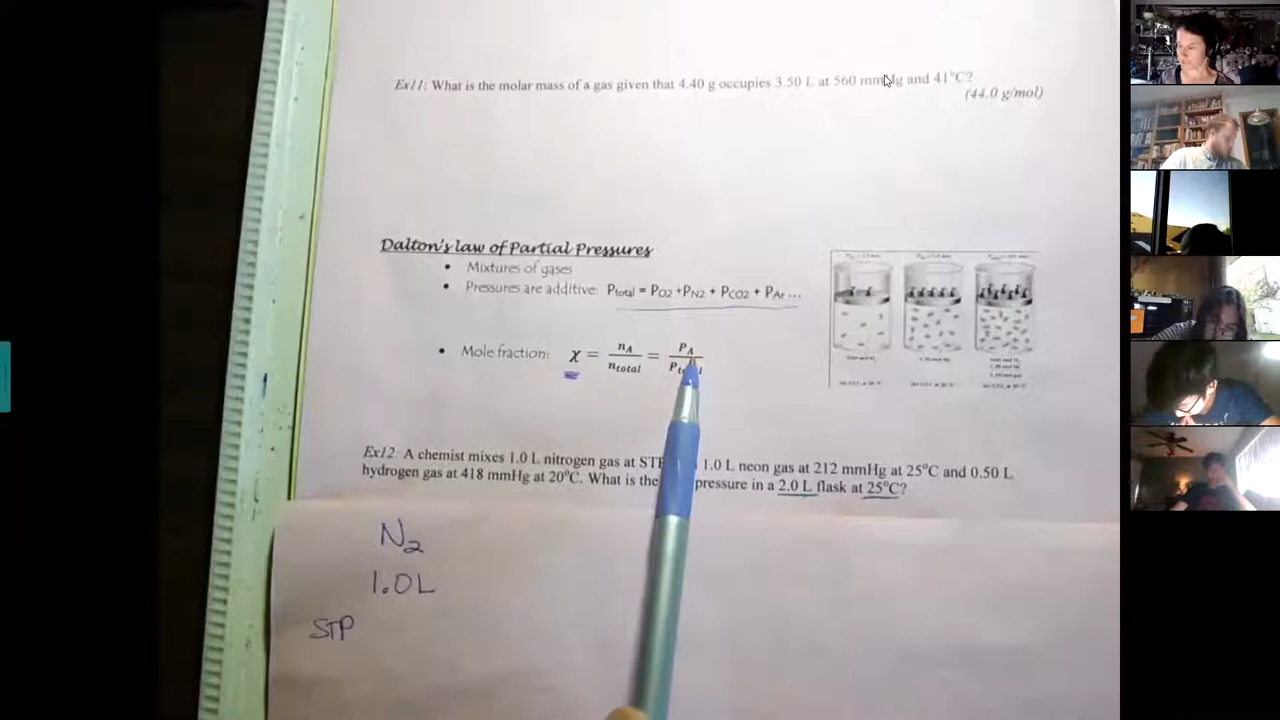 Ex11: What is the molar mass of a gas given that 4.40 g occupies 3.50 L at 560 mmHg and 41°C?
(44.0 g/mol)
Dalton's law of Partial Pressures
• Mixtures of gases
• Pressures are additive: Ptotal = PO2 +PN2 + PCO2 + PAr ...
• Mole fraction: χ = nA / ntotal = PA
Ex12: A chemist mixes 1.0 L nitrogen gas at STP 1.0 L neon gas at 212 mmHg at 25°C and 0.50 L
hydrogen gas at 418 mmHg at 20°C. What is the pressure in a 2.0 L flask at 25°C?
N2
1.0L
STP